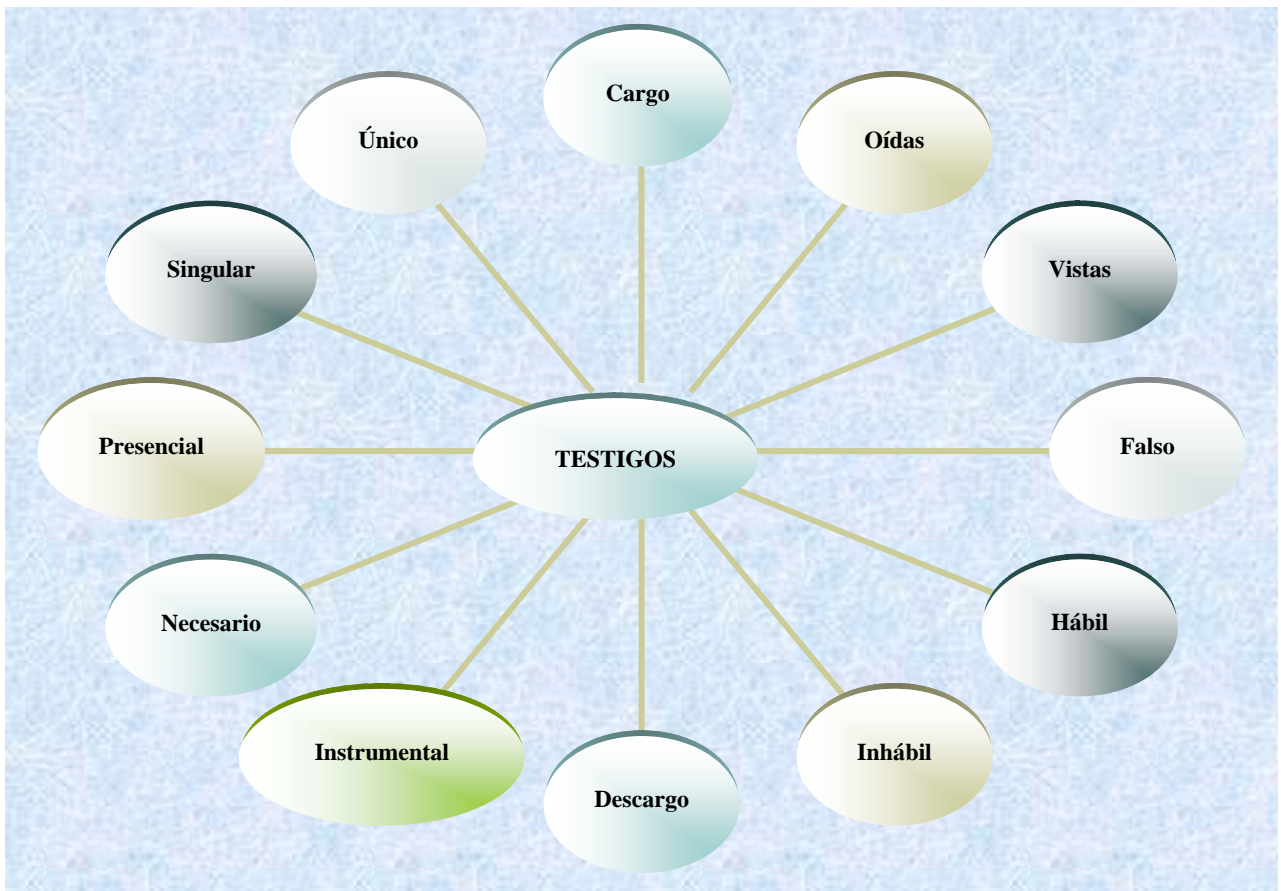 Cargo
Único
Oídas
Singular
Vistas
Presencial
TESTIGOS
Falso
Necesario
Hábil
Instrumental
Inhábil
Descargo